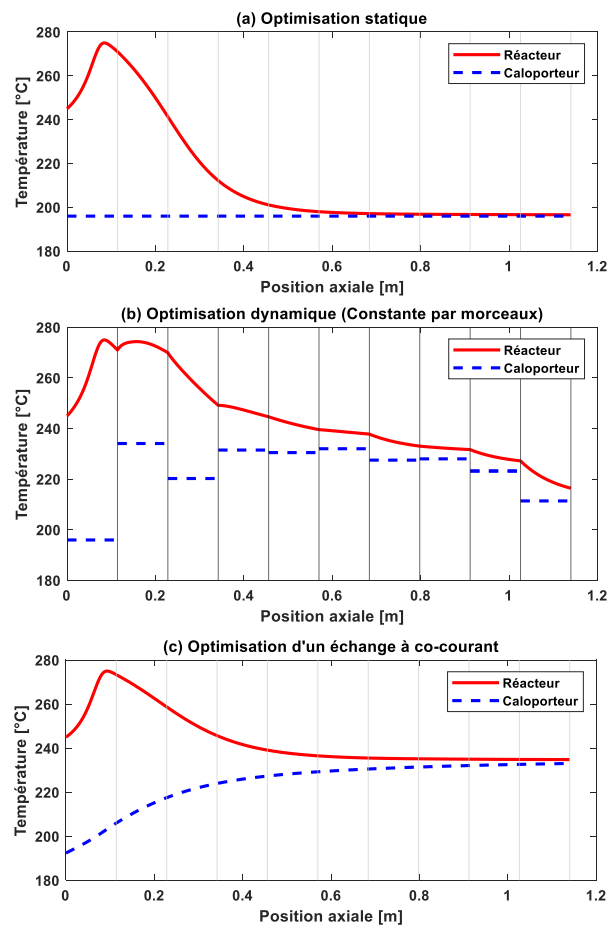 (a) Optimisation statique
280
260
240
220
200
180
0
0.2
0.4
0.6
0.8
1
1.2
Température [°C]
Position axiale [m]
Réacteur
Caloporteur
(b) Optimisation dynamique (Constante par morceaux)
280
260
240
220
200
180
0
0.2
0.4
0.6
0.8
1
1.2
Température [°C]
Position axiale [m]
Réacteur
Caloporteur
(c) Optimisation d'un échange à co-courant
280
260
240
220
200
180
0
0.2
0.4
0.6
0.8
1
1.2
Température [°C]
Position axiale [m]
Réacteur
Caloporteur